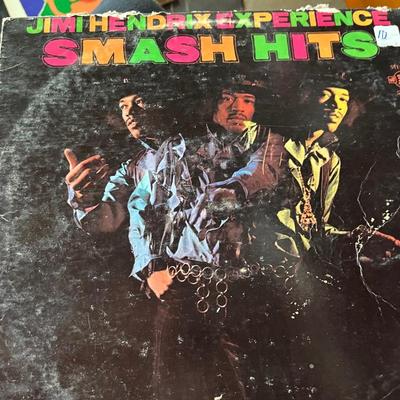 JIMI HENDRIX EXPERIENCE
SMASH HITS